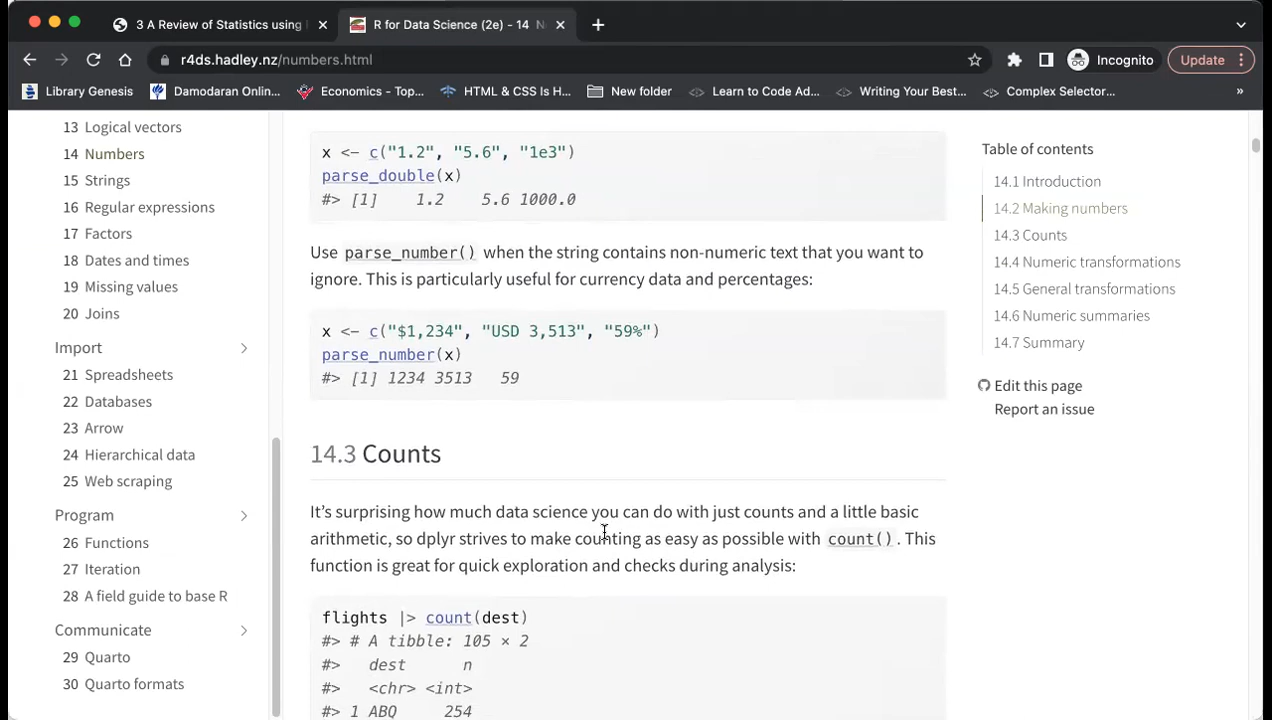 3 A Review of Statistics using
R for Data Science (2e) - 14 N
r4ds.hadley.nz/numbers.html
Incognito
Update
Library Genesis
Damodaran Onlin...
Economics - Top...
HTML & CSS Is H...
New folder
Learn to Code Ad...
Writing Your Best...
Complex Selector...
»
13 Logical vectors
14 Numbers
15 Strings
16 Regular expressions
17 Factors
18 Dates and times
19 Missing values
20 Joins
Import
21 Spreadsheets
22 Databases
23 Arrow
24 Hierarchical data
25 Web scraping
Program
26 Functions
27 Iteration
28 A field guide to base R
Communicate
29 Quarto
30 Quarto formats
x <- c("1.2", "5.6", "1e3")
parse_double(x)
#> [1]    1.2    5.6 1000.0
Use parse_number() when the string contains non-numeric text that you want to
ignore. This is particularly useful for currency data and percentages:
x <- c("$1,234", "USD 3,513", "59%")
parse_number(x)
#> [1] 1234 3513   59
14.3 Counts
It’s surprising how much data science you can do with just counts and a little basic
arithmetic, so dplyr strives to make counting as easy as possible with count(). This
function is great for quick exploration and checks during analysis:
flights |> count(dest)
#> # A tibble: 105 × 2
#>   dest      n
#>   <chr> <int>
#> 1 ABQ     254
Table of contents
14.1 Introduction
14.2 Making numbers
14.3 Counts
14.4 Numeric transformations
14.5 General transformations
14.6 Numeric summaries
14.7 Summary
Edit this page
Report an issue